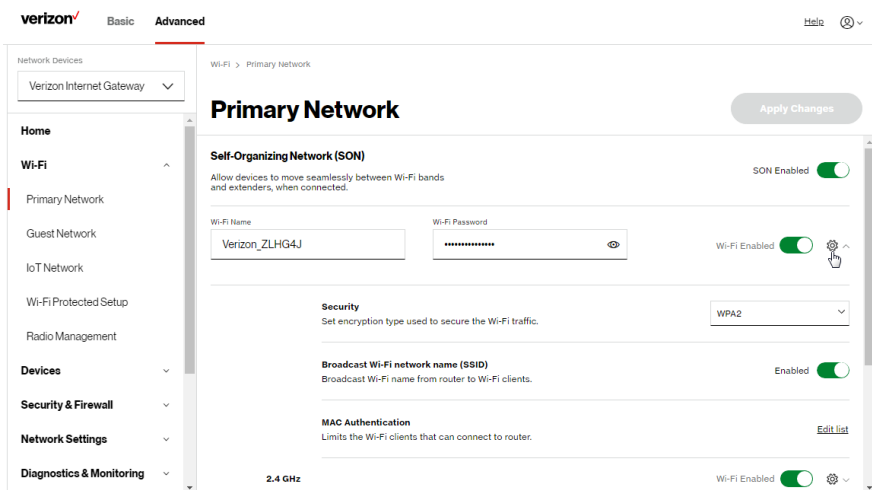 verizon✓
Basic
Advanced
Help
Network Devices
Verizon Internet Gateway
Home
Wi-Fi
Primary Network
Guest Network
IoT Network
Wi-Fi Protected Setup
Radio Management
Devices
Security & Firewall
Network Settings
Diagnostics & Monitoring
Wi-Fi > Primary Network
Primary Network
Apply Changes
Self-Organizing Network (SON)
Allow devices to move seamlessly between Wi-Fi bands
and extenders, when connected.
SON Enabled
Wi-Fi Name
Wi-Fi Password
Verizon_ZLHG4J
•••••••••••••••
Wi-Fi Enabled
Security
Set encryption type used to secure the Wi-Fi traffic.
WPA2
Broadcast Wi-Fi network name (SSID)
Broadcast Wi-Fi name from router to Wi-Fi clients.
Enabled
MAC Authentication
Limits the Wi-Fi clients that can connect to router.
Edit list
2.4 GHz
Wi-Fi Enabled